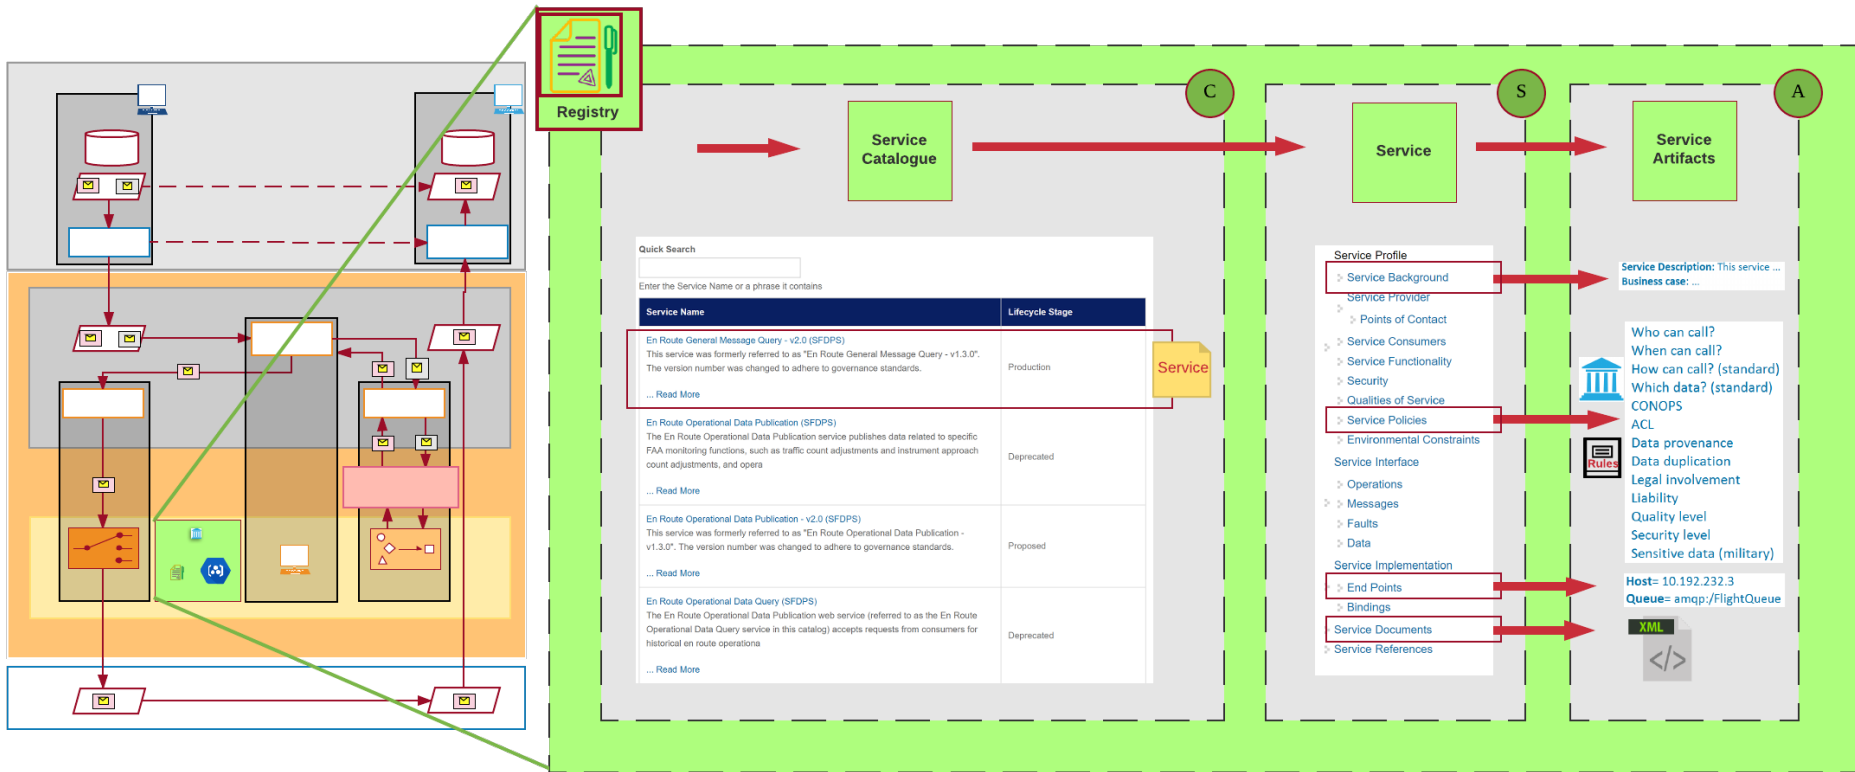 Registry
C
S
A
Service
Catalogue
Service
Service
Artifacts
Quick Search
Enter the Service Name or a phrase it contains
Service Name
Lifecycle Stage
En Route General Message Query - v2.0 (SFDPS)
This service was formerly referred to as "En Route General Message Query - v1.3.0".
The version number was changed to adhere to governance standards.
... Read More
Production
Service
En Route Operational Data Publication (SFDPS)
The En Route Operational Data Publication service publishes data related to specific
FAA monitoring functions, such as traffic count adjustments and instrument approach
count adjustments, and opera
... Read More
Deprecated
En Route Operational Data Publication - v2.0 (SFDPS)
This service was formerly referred to as "En Route Operational Data Publication -
v1.3.0". The version number was changed to adhere to governance standards.
... Read More
Proposed
En Route Operational Data Query (SFDPS)
The En Route Operational Data Publication web service (referred to as the En Route
Operational Data Query service in this catalog) accepts requests from consumers for
historical en route operationa
... Read More
Deprecated
Service Profile
Service Background
Service Provider
Points of Contact
Service Consumers
Service Functionality
Security
Qualities of Service
Service Policies
Environmental Constraints
Service Interface
Operations
Messages
Faults
Data
Service Implementation
End Points
Bindings
Service Documents
Service References
Service Description: This service ...
Business case: ...
Who can call?
When can call?
How can call? (standard)
Which data? (standard)
CONOPS
ACL
Data provenance
Data duplication
Legal involvement
Liability
Quality level
Security level
Sensitive data (military)
Rules
Host= 10.192.232.3
Queue= amqp:/FlightQueue
XML
</>